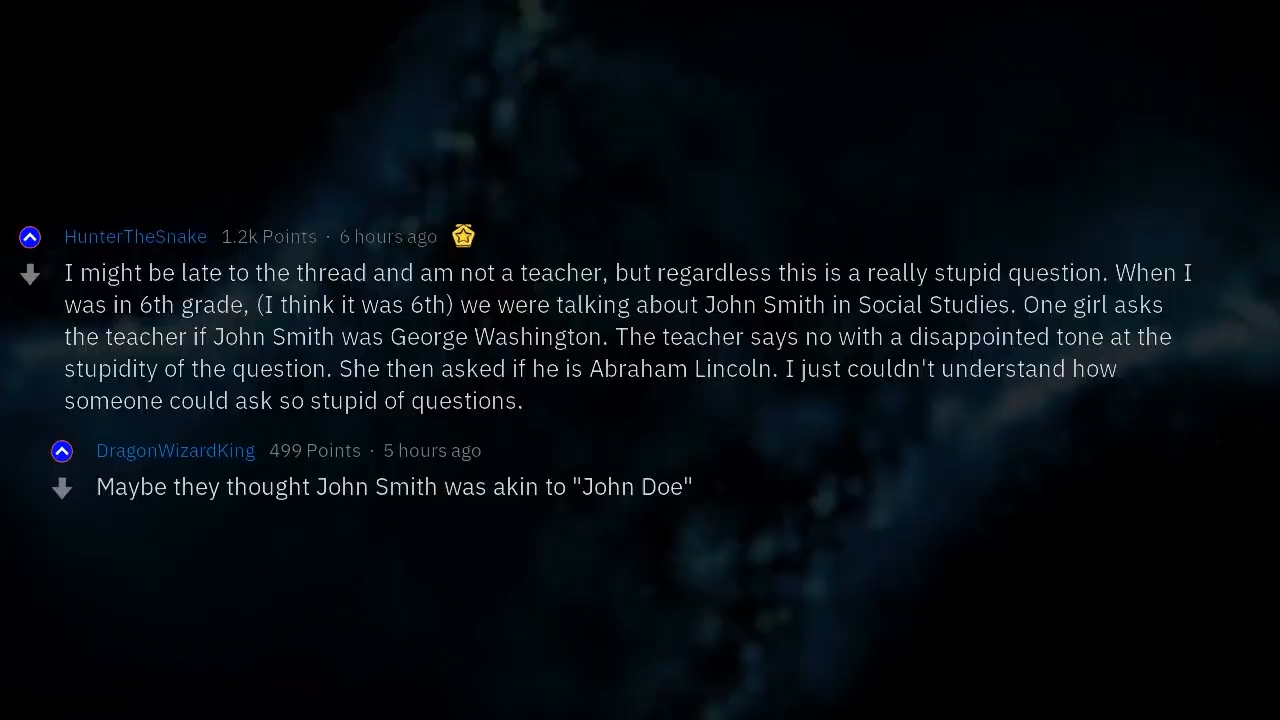 HunterTheSnake 1.2k Points · 6 hours ago
I might be late to the thread and am not a teacher, but regardless this is a really stupid question. When I
was in 6th grade, (I think it was 6th) we were talking about John Smith in Social Studies. One girl asks
the teacher if John Smith was George Washington. The teacher says no with a disappointed tone at the
stupidity of the question. She then asked if he is Abraham Lincoln. I just couldn't understand how
someone could ask so stupid of questions.
DragonWizardKing 499 Points · 5 hours ago
Maybe they thought John Smith was akin to "John Doe"